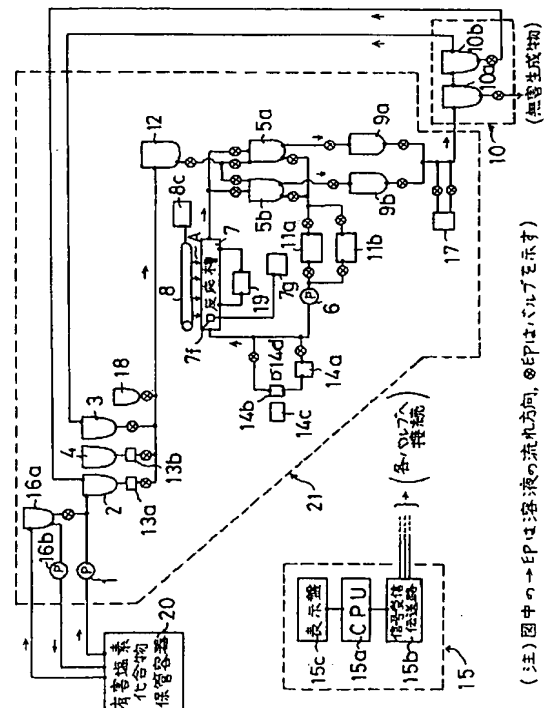 有害塩素
化合物
保管容器
20
16a
16b
P
P
1
2
4
3
18
13a
13b
12
8c
8
A
7
反応槽
7f
19
7g
5a
5b
9a
9b
11a
11b
P
6
14a
14b
14c
14d
17
10
10a
10b
(無害生成物)
21
15c
表示盤
15a
CPU
15b
信号受信
伝送路
15
(各バルブへ接続)
(注)図中の→印は溶液の流れ方向,⊗印はバルブを示す)